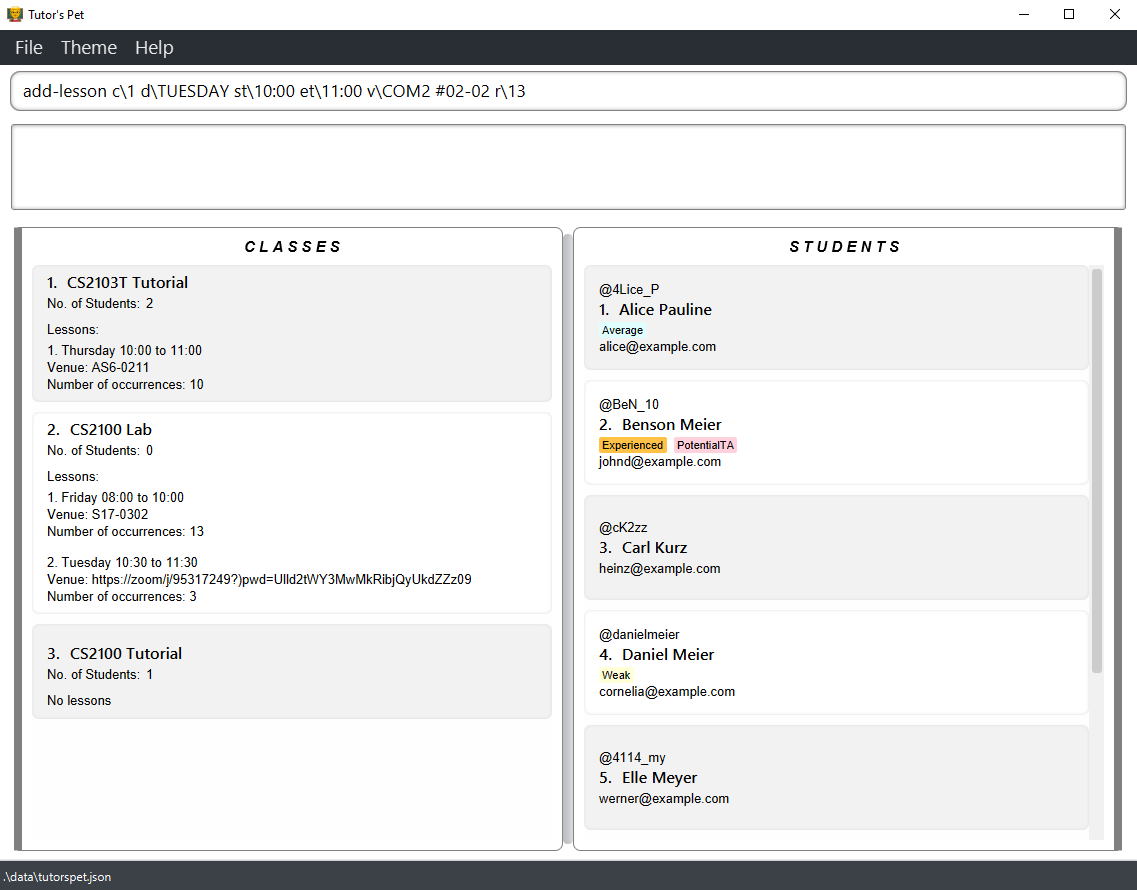 Tutor's Pet
File Theme Help
add-lesson c\1 d\TUESDAY st\10:00 et\11:00 v\COM2 #02-02 r\13
CLASSES
1. CS2103T Tutorial
No. of Students: 2
Lessons:
1. Thursday 10:00 to 11:00
Venue: AS6-0211
Number of occurrences: 10
2. CS2100 Lab
No. of Students: 0
Lessons:
1. Friday 08:00 to 10:00
Venue: S17-0302
Number of occurrences: 13
2. Tuesday 10:30 to 11:30
Venue: https://zoom/j/95317249?)pwd=Ulld2tWY3MwMkRibjQyUkdZZz09
Number of occurrences: 3
3. CS2100 Tutorial
No. of Students: 1
No lessons
STUDENTS
@4Lice_P
1. Alice Pauline
Average
alice@example.com
@BeN_10
2. Benson Meier
Experienced PotentialTA
johnd@example.com
@cK2zz
3. Carl Kurz
heinz@example.com
@danielmeier
4. Daniel Meier
Weak
cornelia@example.com
@4114_my
5. Elle Meyer
werner@example.com
.\data\tutorspet.json